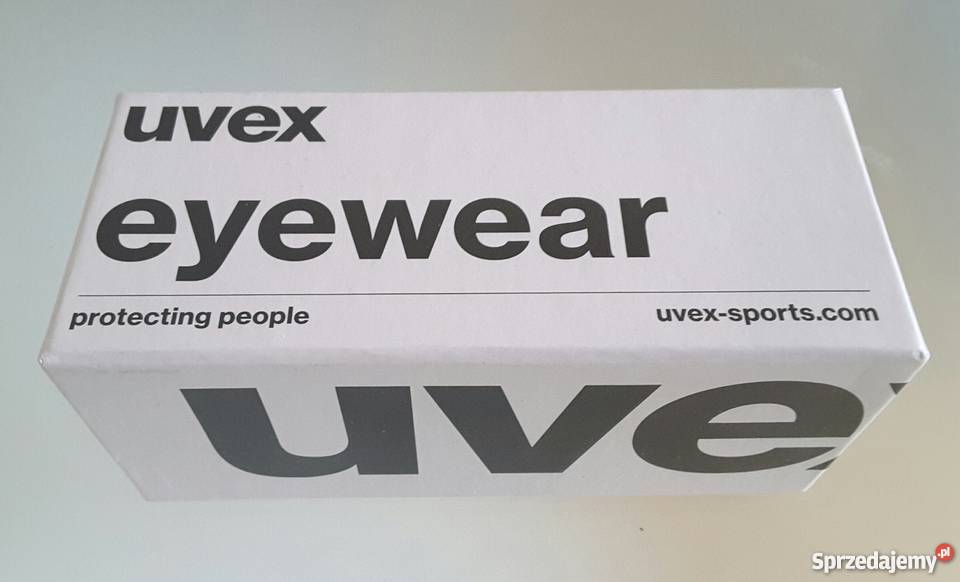 uvex
eyewear
protecting people
uvex-sports.com
uvex
Sprzedajemy.pl